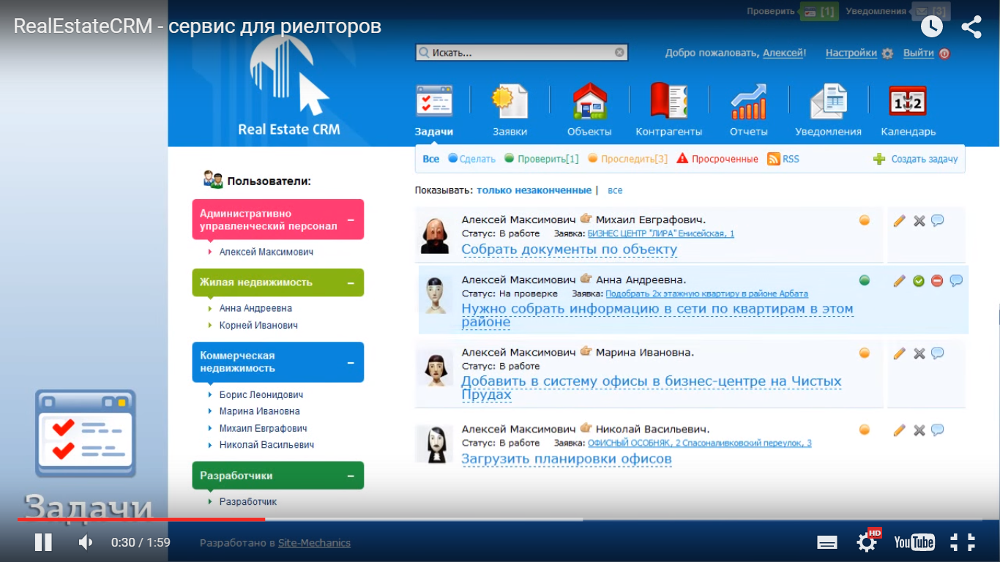 RealEstateCRM - сервис для риелторов
Проверить [1] Уведомления [3]
Искать...
Добро пожаловать, Алексей! Настройки Выйти
Real Estate CRM
1 2
Задачи Заявки Объекты Контрагенты Отчеты Уведомления Календарь
Все Сделать Проверить[1] Проследить[3] Просроченные RSS Создать задачу
Пользователи:
Показывать: только незаконченные | все
Административно
управленческий персонал
Алексей Максимович
Жилая недвижимость
Анна Андреевна
Корней Иванович
Коммерческая
недвижимость
Борис Леонидович
Марина Ивановна
Михаил Евграфович
Николай Васильевич
Разработчики
Разработчик
Алексей Максимович Михаил Евграфович.
Статус: В работе Заявка: БИЗНЕС ЦЕНТР "ЛИРА" Енисейская, 1
Собрать документы по объекту
Алексей Максимович Анна Андреевна.
Статус: На проверке Заявка: Подобрать 2х этажную квартиру в районе Арбата
Нужно собрать информацию в сети по квартирам в этом
районе
Алексей Максимович Марина Ивановна.
Статус: В работе
Добавить в систему офисы в бизнес-центре на Чистых
Прудах
Алексей Максимович Николай Васильевич.
Статус: В работе Заявка: ОФИСНЫЙ ОСОБНЯК, 2 Спасоналивковский переулок, 3
Загрузить планировки офисов
Задачи
0:30 / 1:59
Разработано в Site-Mechanics
HD
YouTube